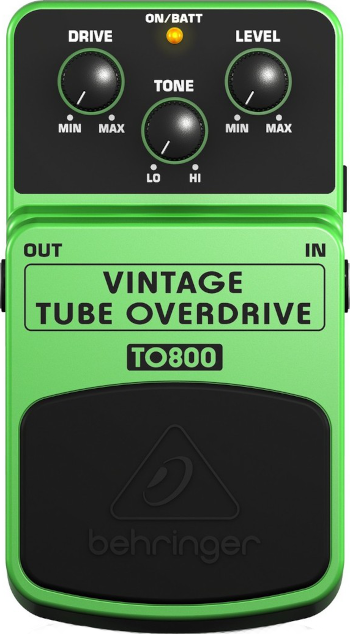 ON/BATT
DRIVE
LEVEL
TONE
MIN MAX
MIN MAX
LO HI
OUT
IN
VINTAGE
TUBE OVERDRIVE
TO800
behringer